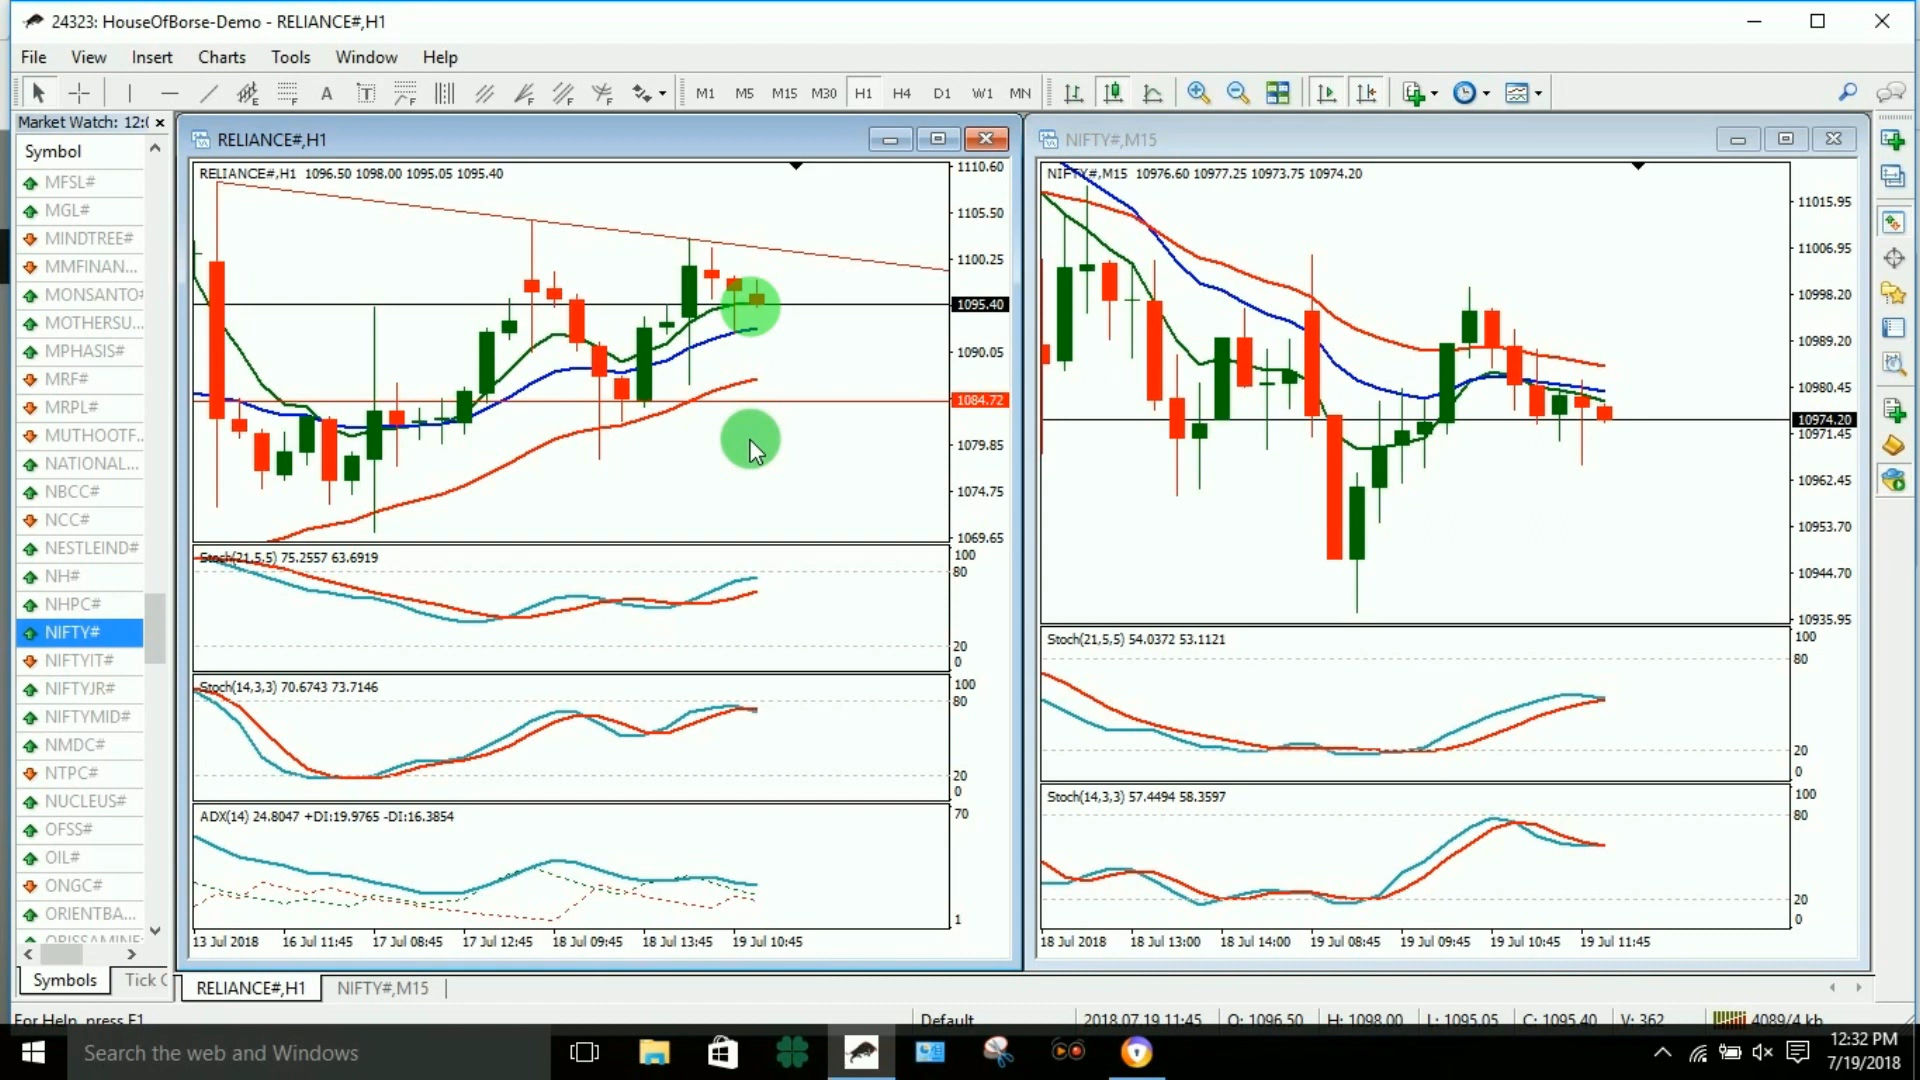 24323: HouseOfBorse-Demo - RELIANCE#,H1
File View Insert Charts Tools Window Help
M1 M5 M15 M30 H1 H4 D1 W1 MN
Market Watch: 12:
Symbol
MFSL#
MGL#
MINDTREE#
MMFINAN...
MONSANTO#
MOTHERSU...
MPHASIS#
MRF#
MRPL#
MUTHOOTF...
NATIONAL...
NBCC#
NCC#
NESTLEIND#
NH#
NHPC#
NIFTY#
NIFTYIT#
NIFTYJR#
NIFTYMID#
NMDC#
NTPC#
NUCLEUS#
OFSS#
OIL#
ONGC#
ORIENTBA...
Symbols Tick
RELIANCE#,H1
RELIANCE#,H1 1096.50 1098.00 1095.05 1095.40
1110.60
1105.50
1100.25
1095.40
1090.05
1084.72
1079.85
1074.75
1069.65
Stoch(21,5,5) 75.2557 63.6919
100
80
20
0
Stoch(14,3,3) 70.6743 73.7146
100
80
20
0
ADX(14) 24.8047 +DI:19.9765 -DI:16.3854
70
1
13 Jul 2018 16 Jul 11:45 17 Jul 08:45 17 Jul 12:45 18 Jul 09:45 18 Jul 13:45 19 Jul 10:45
NIFTY#,M15
NIFTY#,M15 10976.60 10977.25 10973.75 10974.20
11015.95
11006.95
10998.20
10989.20
10980.45
10974.20
10971.45
10962.45
10953.70
10944.70
10935.95
Stoch(21,5,5) 54.0372 53.1121
100
80
20
0
Stoch(14,3,3) 57.4494 58.3597
100
80
20
0
18 Jul 2018 18 Jul 13:00 18 Jul 14:00 19 Jul 08:45 19 Jul 09:45 19 Jul 10:45 19 Jul 11:45
RELIANCE#,H1 NIFTY#,M15
For Help, press F1 Default 2018.07.19 11:45 O: 1096.50 H: 1098.00 L: 1095.05 C: 1095.40 V: 362 4089/4 kb
Search the web and Windows
12:32 PM
7/19/2018